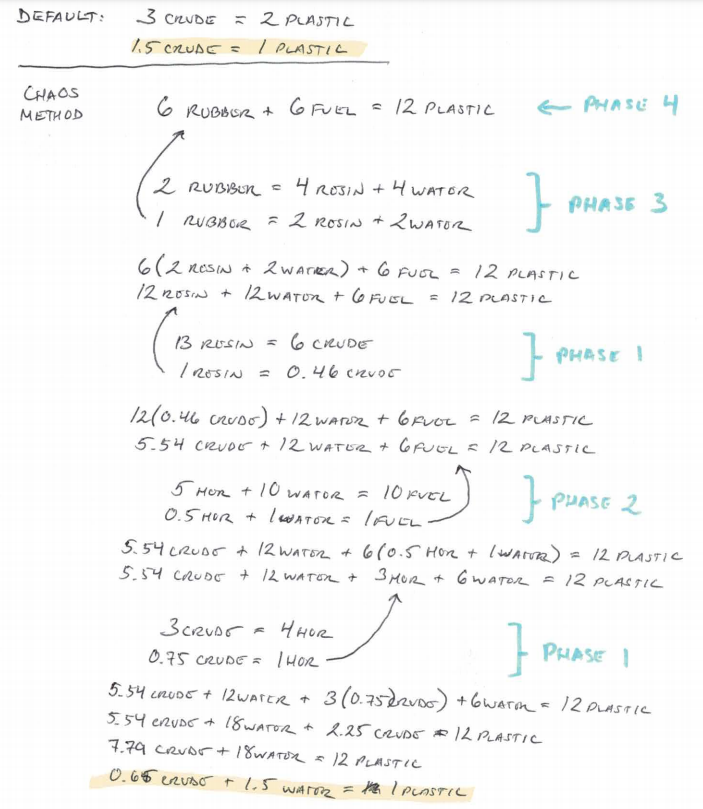 DEFAULT: 3 CRUDE = 2 PLASTIC
1.5 CRUDE = 1 PLASTIC
CHAOS METHOD
6 RUBBER + 6 FUEL = 12 PLASTIC ← PHASE 4
2 RUBBER = 4 RESIN + 4 WATER
1 RUBBER = 2 RESIN + 2 WATER
PHASE 3
6(2 RESIN + 2 WATER) + 6 FUEL = 12 PLASTIC
12 RESIN + 12 WATER + 6 FUEL = 12 PLASTIC
13 RESIN = 6 CRUDE
1 RESIN = 0.46 CRUDE
PHASE 1
12(0.46 CRUDE) + 12 WATER + 6 FUEL = 12 PLASTIC
5.54 CRUDE + 12 WATER + 6 FUEL = 12 PLASTIC
5 HOR + 10 WATER = 10 FUEL
0.5 HOR + 1 WATER = 1 FUEL
PHASE 2
5.54 CRUDE + 12 WATER + 6(0.5 HOR + 1 WATER) = 12 PLASTIC
5.54 CRUDE + 12 WATER + 3 HOR + 6 WATER = 12 PLASTIC
3 CRUDE = 4 HOR
0.75 CRUDE = 1 HOR
PHASE 1
5.54 CRUDE + 12 WATER + 3(0.75 CRUDE) + 6 WATER = 12 PLASTIC
5.54 CRUDE + 18 WATER + 2.25 CRUDE = 12 PLASTIC
7.79 CRUDE + 18 WATER = 12 PLASTIC
0.65 CRUDE + 1.5 WATER = 1 PLASTIC